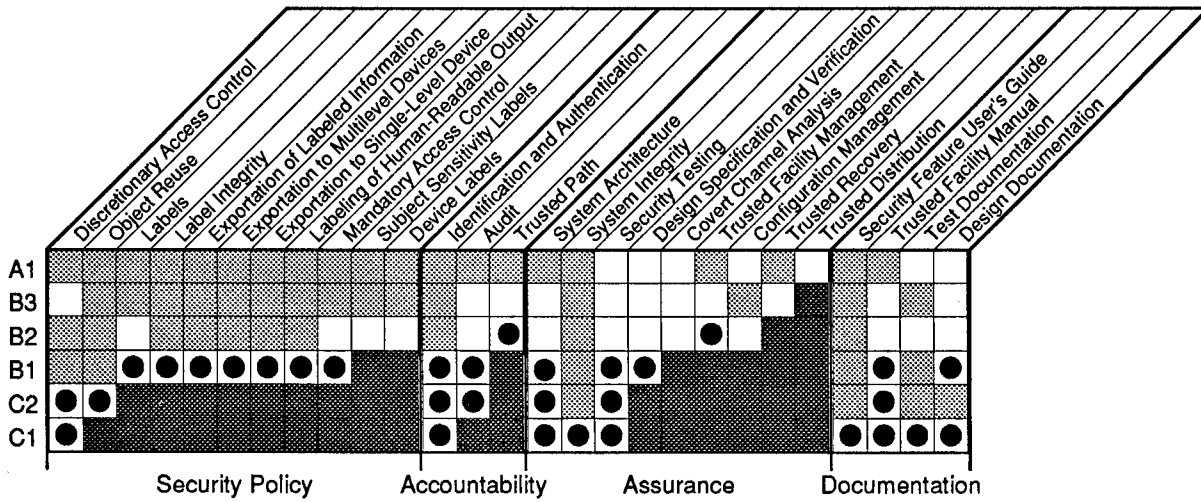 Discretionary Access Control
Object Reuse
Labels
Label Integrity
Exportation of Labeled Information
Exportation to Multilevel Devices
Exportation to Single-Level Device
Labeling of Human-Readable Output
Mandatory Access Control
Subject Sensitivity Labels
Device Labels
Identification and Authentication
Audit
Trusted Path
System Architecture
System Integrity
Security Testing
Design Specification and Verification
Covert Channel Analysis
Trusted Facility Management
Configuration Management
Trusted Recovery
Trusted Distribution
Security Feature User's Guide
Trusted Facility Manual
Test Documentation
Design Documentation
A1
B3
B2
B1
C2
C1
Security Policy
Accountability
Assurance
Documentation